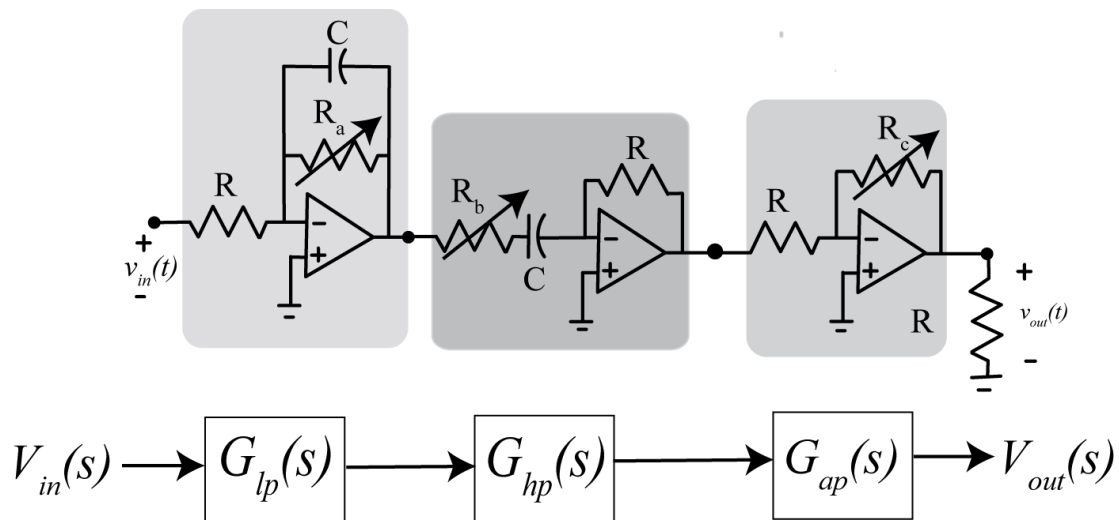 C
R_a
R
R_b
C
R
R
R_c
R
− +
− +
− +
+
v_in(t)
-
+
v_out(t)
-
V_in(s) G_lp(s) G_hp(s) G_ap(s) V_out(s)